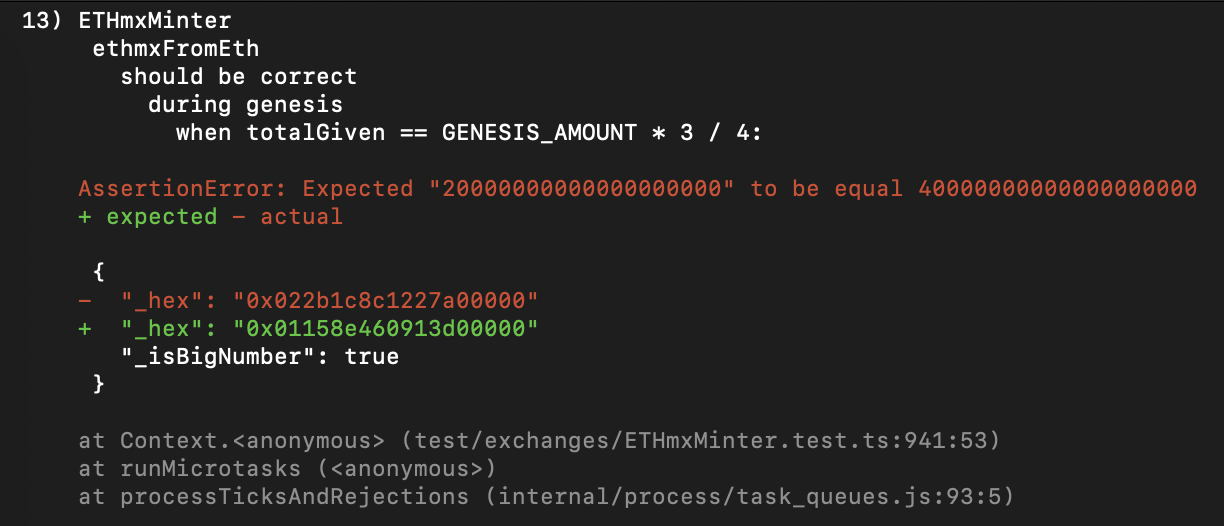 13) ETHmxMinter
ethmxFromEth
should be correct
during genesis
when totalGiven == GENESIS_AMOUNT * 3 / 4:
AssertionError: Expected "20000000000000000000" to be equal 40000000000000000000
+ expected - actual
{
- "_hex": "0x022b1c8c1227a00000"
+ "_hex": "0x01158e460913d00000"
"_isBigNumber": true
}
at Context.<anonymous> (test/exchanges/ETHmxMinter.test.ts:941:53)
at runMicrotasks (<anonymous>)
at processTicksAndRejections (internal/process/task_queues.js:93:5)